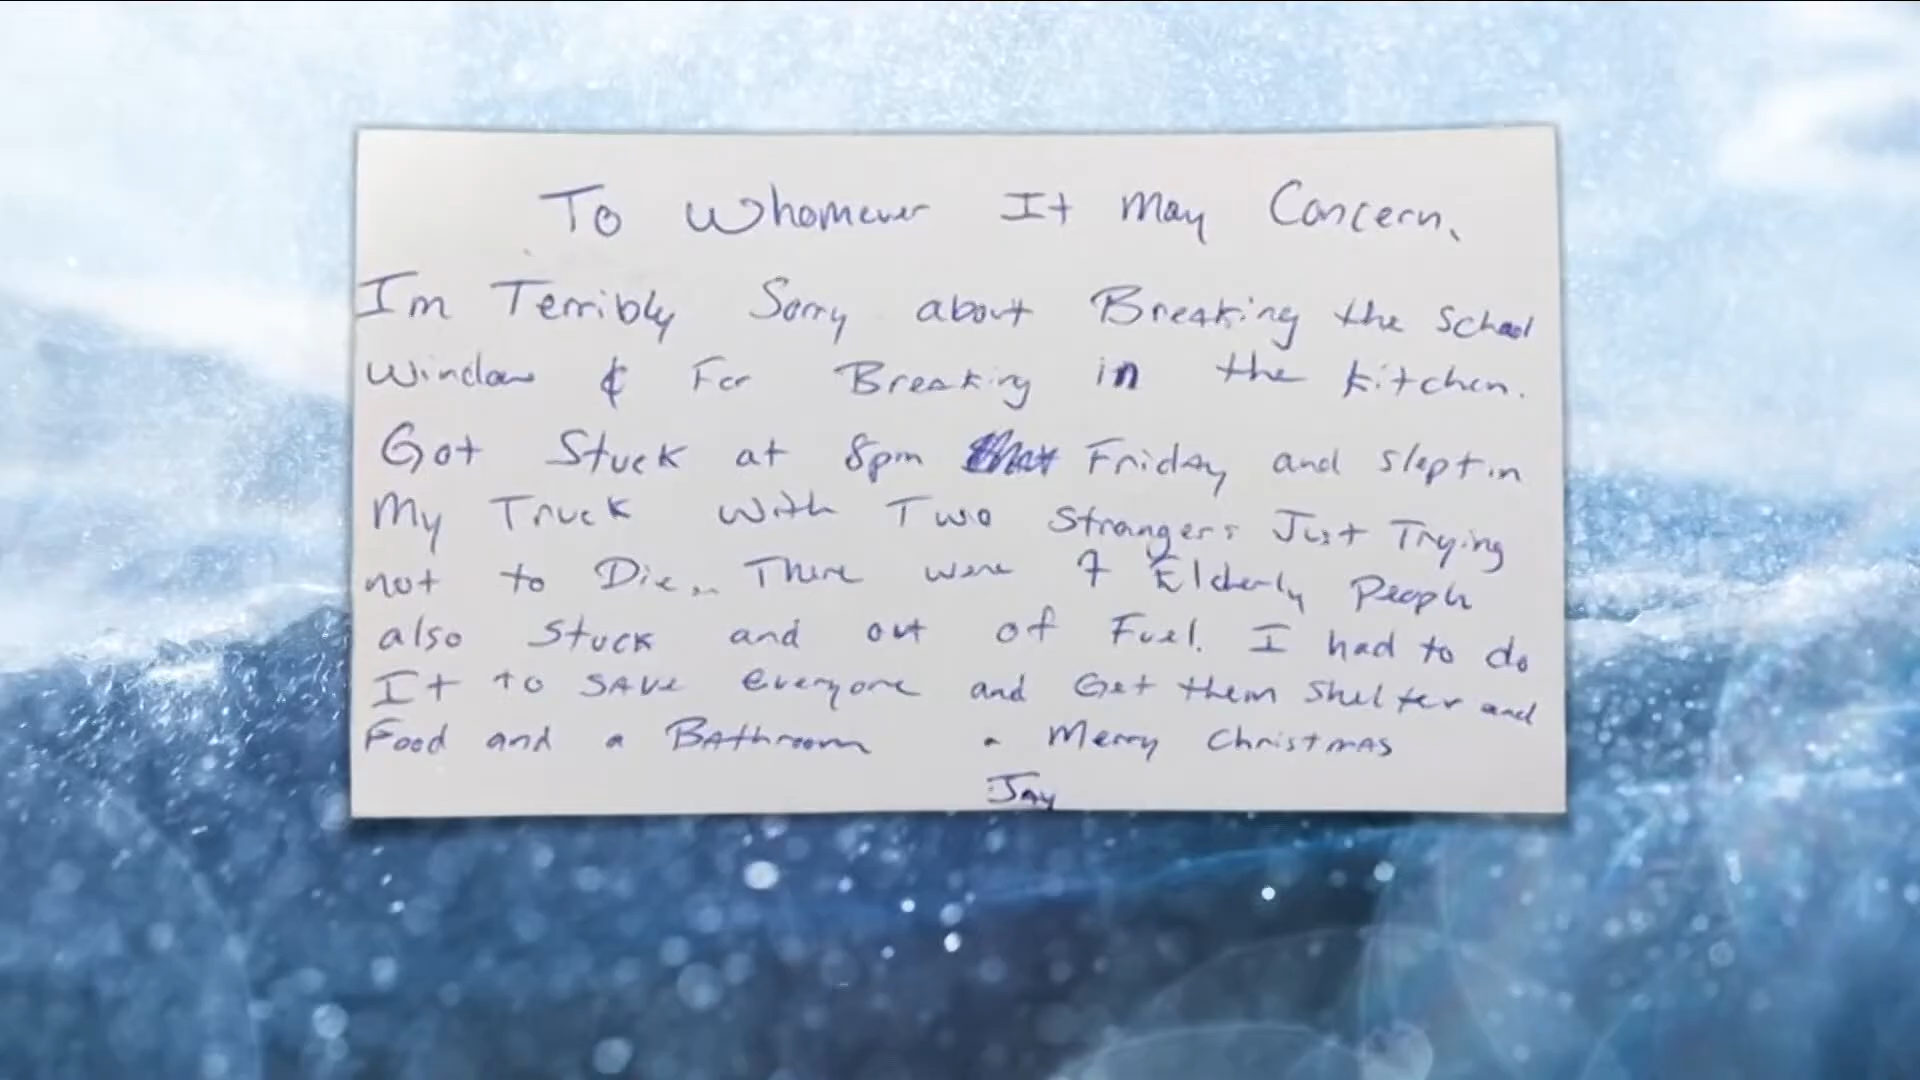 To Whomever It May Concern,
I'm Terribly Sorry about Breaking the School
Window & For Breaking in the kitchen.
Got Stuck at 8pm Friday and slept in
My Truck with Two Strangers Just Trying
not to Die... There were 7 Elderly People
also Stuck and out of Fuel. I had to do
It to SAVE everyone and Get them shelter and
Food and a Bathroom - Merry ChristmAS
Jay